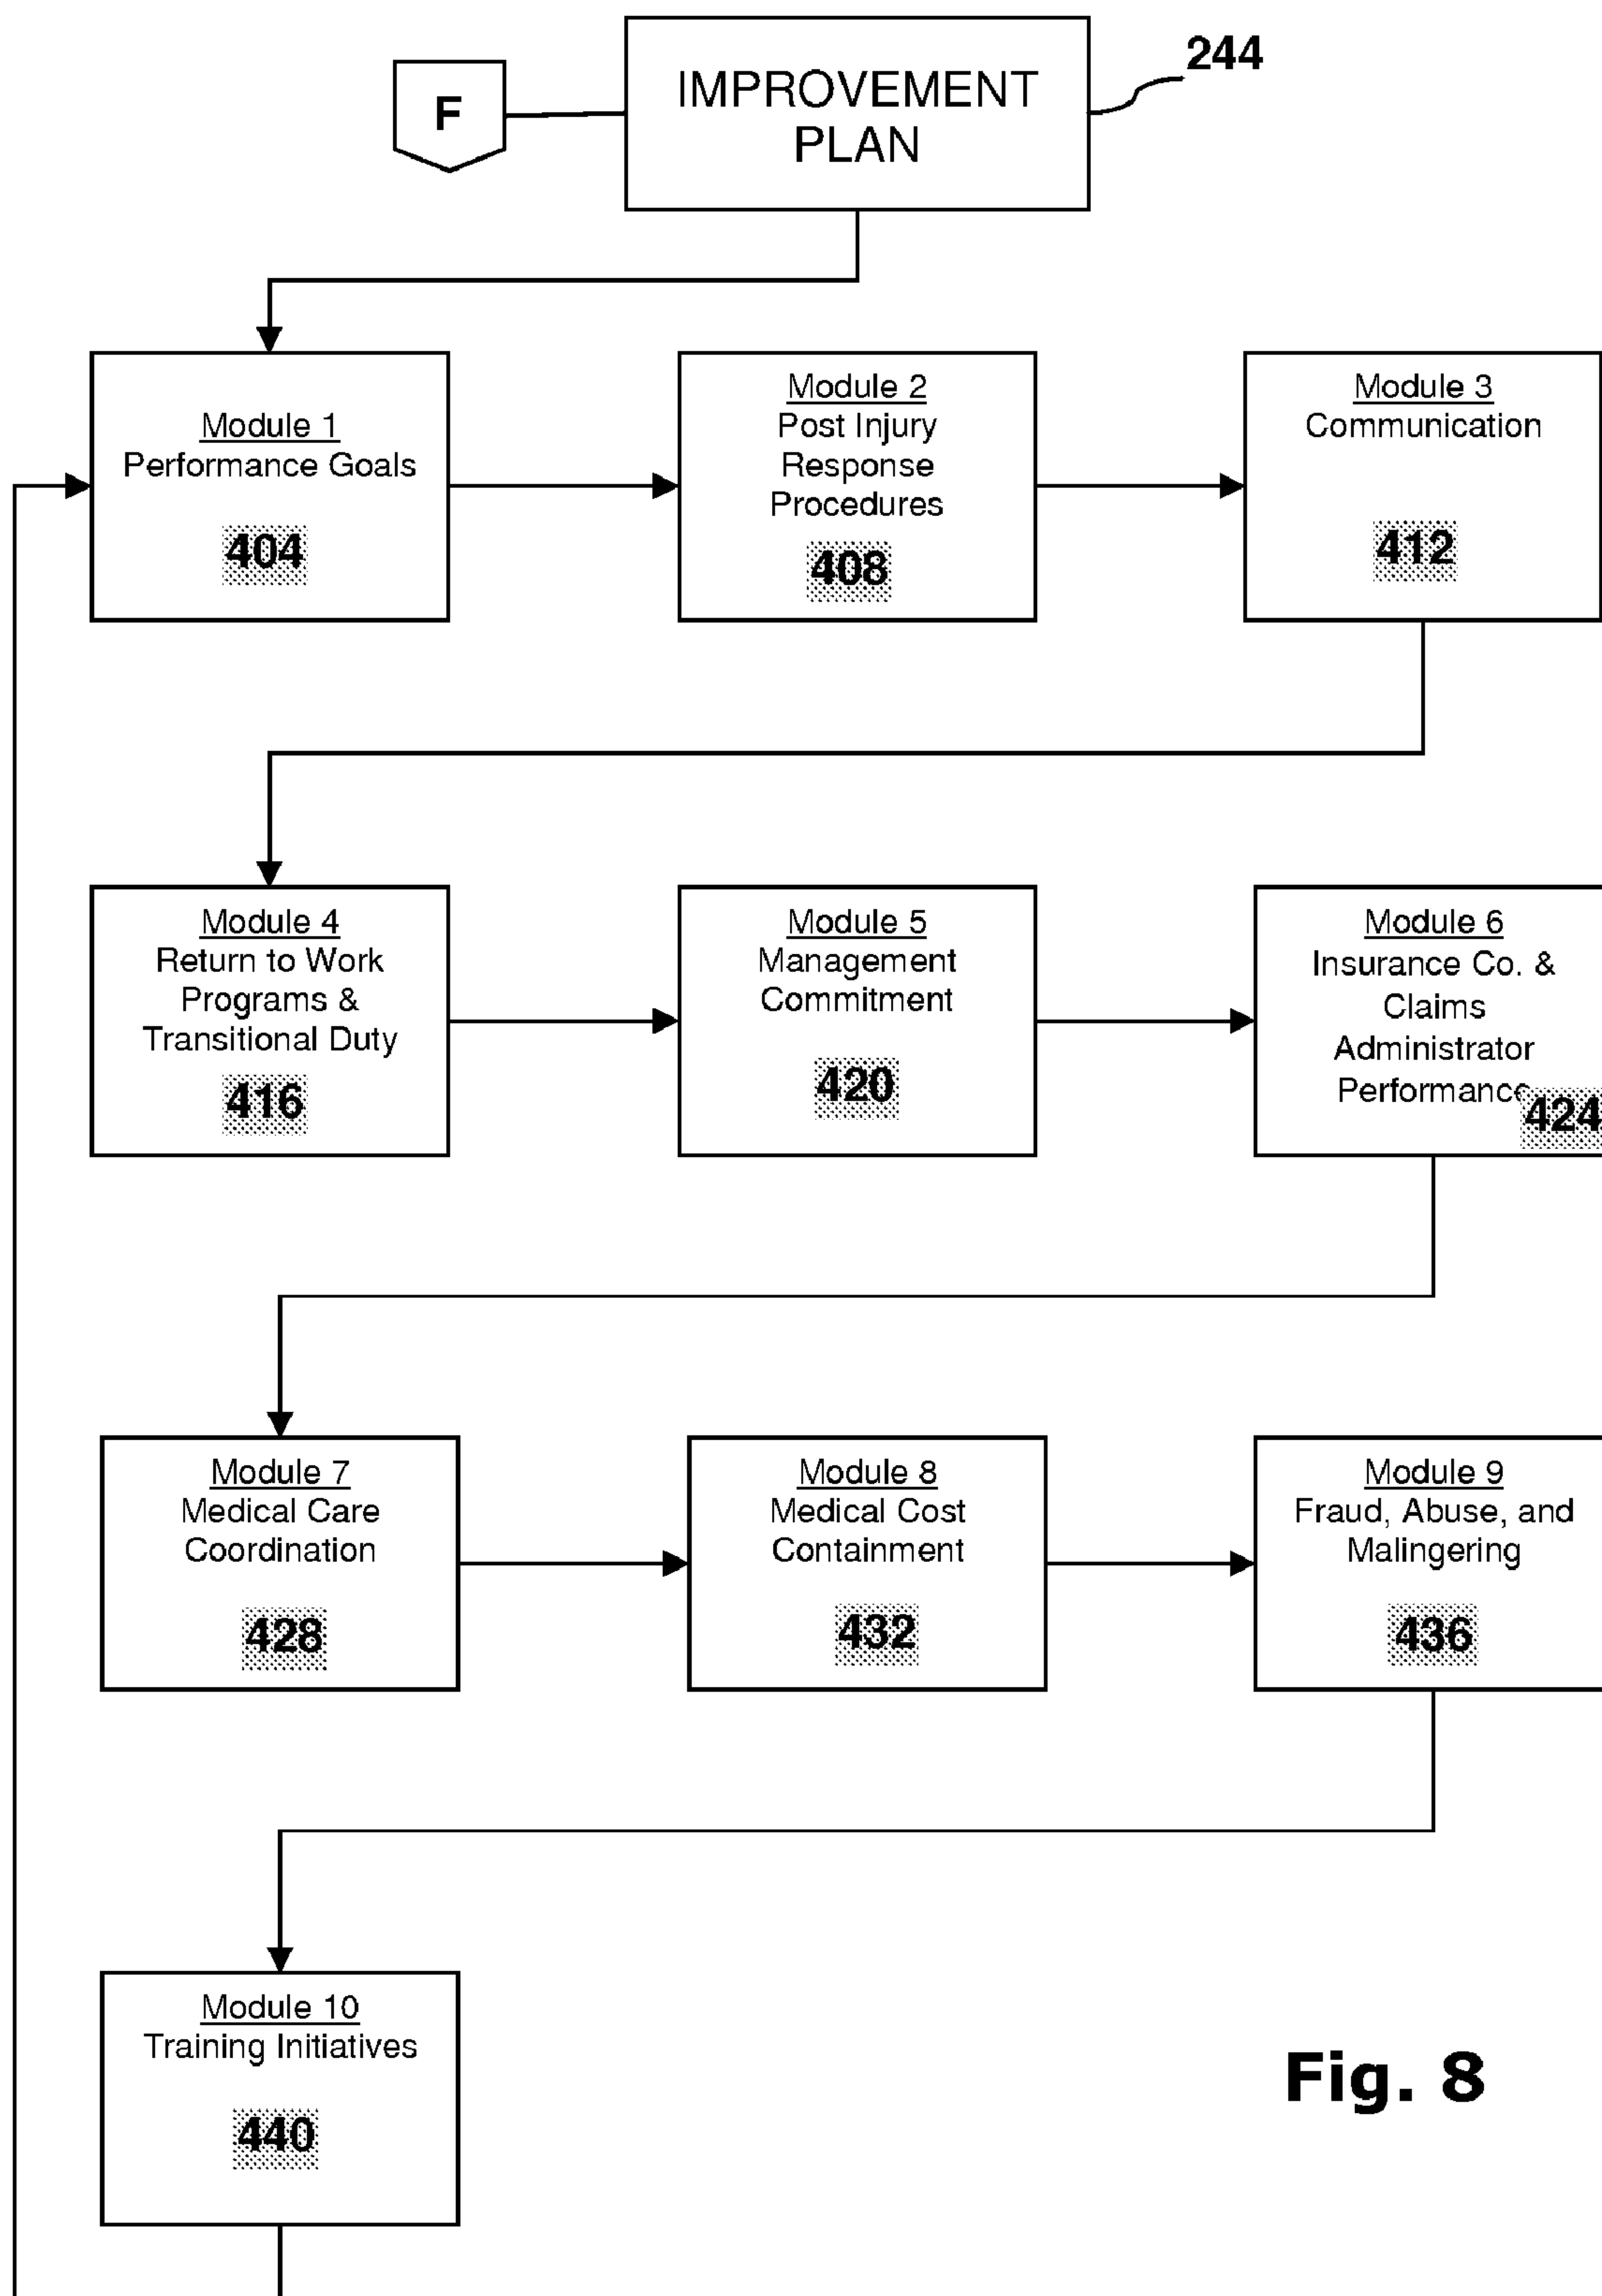 244
F
IMPROVEMENT
PLAN
Module 1
Performance Goals
404
Module 2
Post Injury
Response
Procedures
408
Module 3
Communication
412
Module 4
Return to Work
Programs &
Transitional Duty
416
Module 5
Management
Commitment
420
Module 6
Insurance Co. &
Claims
Administrator
Performance
424
Module 7
Medical Care
Coordination
428
Module 8
Medical Cost
Containment
432
Module 9
Fraud, Abuse, and
Malingering
436
Module 10
Training Initiatives
440
Fig. 8